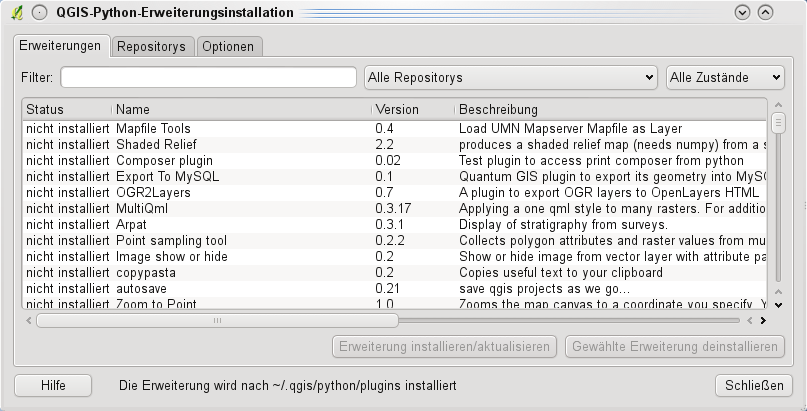 QGIS-Python-Erweiterungsinstallation
Erweiterungen Repositorys Optionen
Filter: Alle Repositorys Alle Zustände
Status Name Version Beschreibung
nicht installiert Mapfile Tools 0.4 Load UMN Mapserver Mapfile as Layer
nicht installiert Shaded Relief 2.2 produces a shaded relief map (needs numpy) from a s
nicht installiert Composer plugin 0.02 Test plugin to access print composer from python
nicht installiert Export To MySQL 0.1 Quantum GIS plugin to export its geometry into MySQ
nicht installiert OGR2Layers 0.7 A plugin to export OGR layers to OpenLayers HTML
nicht installiert MultiQml 0.3.17 Applying a one qml style to many rasters. For additio
nicht installiert Arpat 0.3.1 Display of stratigraphy from surveys.
nicht installiert Point sampling tool 0.2.2 Collects polygon attributes and raster values from mu
nicht installiert Image show or hide 0.2 Show or hide image from vector layer with attribute pa
nicht installiert copypasta 0.2 Copies useful text to your clipboard
nicht installiert autosave 0.21 save qgis projects as we go...
nicht installiert Zoom to Point 1.0 Zooms the map canvas to a coordinate you specify. Y
Erweiterung installieren/aktualisieren Gewählte Erweiterung deinstallieren
Hilfe Die Erweiterung wird nach ~/.qgis/python/plugins installiert Schließen